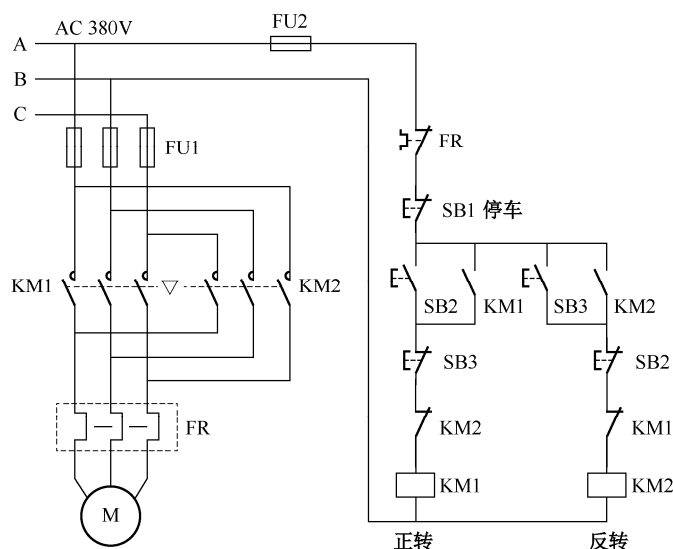 AC 380V
FU2
A
B
C
FU1
FR
SB1 停车
KM1
KM2
SB2
KM1
SB3
KM2
SB3
SB2
FR
KM2
KM1
M
KM1
KM2
正转
反转